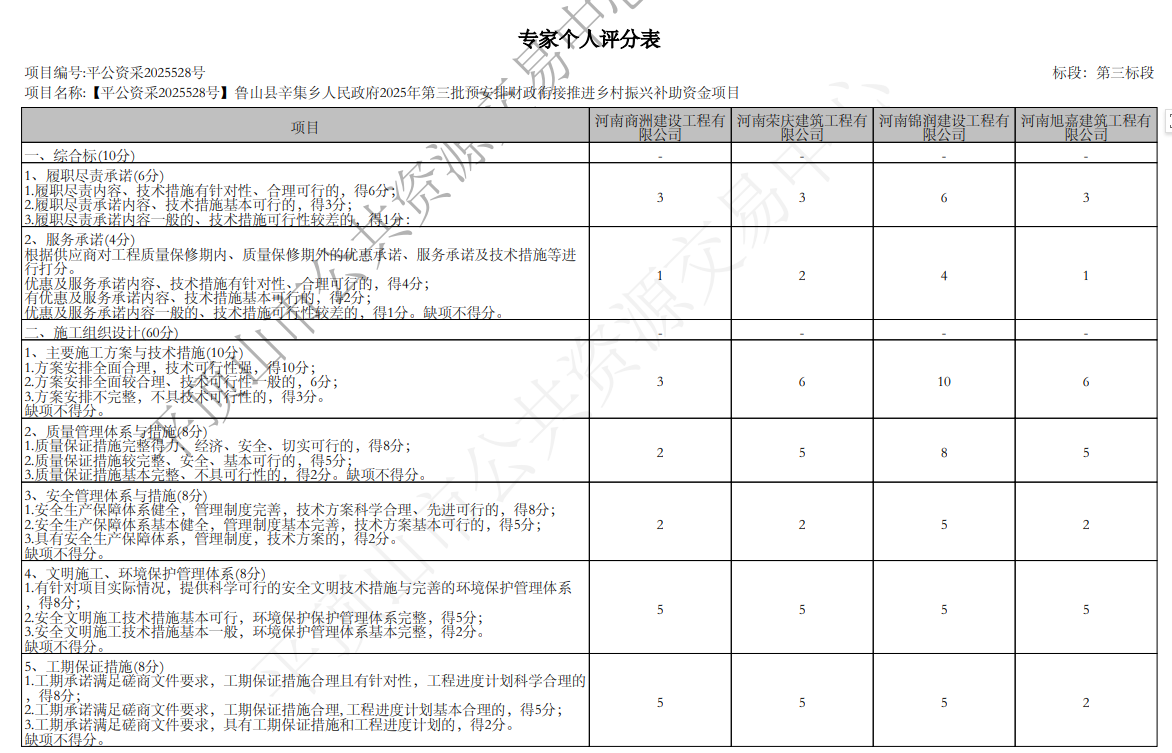 专家个人评分表
项目编号:平公资采2025528号
标段：第三标段
项目名称:【平公资采2025528号】鲁山县辛集乡人民政府2025年第三批预安排财政衔接推进乡村振兴补助资金项目
项目
河南商洲建设工程有限公司
河南荣庆建筑工程有限公司
河南锦润建设工程有限公司
河南旭嘉建筑工程有限公司
一、综合标(10分)
- - - -
1、履职尽责承诺(6分)
1.履职尽责内容、技术措施有针对性、合理可行的，得6分；
2.履职尽责承诺内容、技术措施基本可行的，得3分；
3.履职尽责承诺内容一般的、技术措施可行性较差的，得1分：
3 3 6 3
2、服务承诺(4分)
根据供应商对工程质量保修期内、质量保修期外的优惠承诺、服务承诺及技术措施等进
行打分。
优惠及服务承诺内容、技术措施有针对性、合理可行的，得4分；
有优惠及服务承诺内容、技术措施基本可行的，得2分；
优惠及服务承诺内容一般的、技术措施可行性较差的，得1分。缺项不得分。
1 2 4 1
二、施工组织设计(60分)
- - - -
1、主要施工方案与技术措施(10分)
1.方案安排全面合理，技术可行性强，得10分；
2.方案安排全面较合理、技术可行性一般的，6分；
3.方案安排不完整，不具技术可行性的，得3分。
缺项不得分。
3 6 10 6
2、质量管理体系与措施(8分)
1.质量保证措施完整得力、经济、安全、切实可行的，得8分；
2.质量保证措施较完整、安全、基本可行的，得5分；
3.质量保证措施基本完整、不具可行性的，得2分。缺项不得分。
2 5 8 5
3、安全管理体系与措施(8分)
1.安全生产保障体系健全，管理制度完善，技术方案科学合理、先进可行的，得8分；
2.安全生产保障体系基本健全，管理制度基本完善，技术方案基本可行的，得5分；
3.具有安全生产保障体系，管理制度，技术方案的，得2分。
缺项不得分。
2 2 5 2
4、文明施工、环境保护管理体系(8分)
1.有针对项目实际情况，提供科学可行的安全文明技术措施与完善的环境保护管理体系
，得8分；
2.安全文明施工技术措施基本可行，环境保护保护管理体系完整，得5分；
3.安全文明施工技术措施基本一般，环境保护管理体系基本完整，得2分。
缺项不得分。
5 5 5 5
5、工期保证措施(8分)
1.工期承诺满足磋商文件要求，工期保证措施合理且有针对性，工程进度计划科学合理的
，得8分；
2.工期承诺满足磋商文件要求，工期保证措施合理,工程进度计划基本合理的，得5分；
3.工期承诺满足磋商文件要求，具有工期保证措施和工程进度计划的，得2分。
缺项不得分。
5 5 5 2
平顶山市公共资源交易中心
平顶山市公共资源交易中心